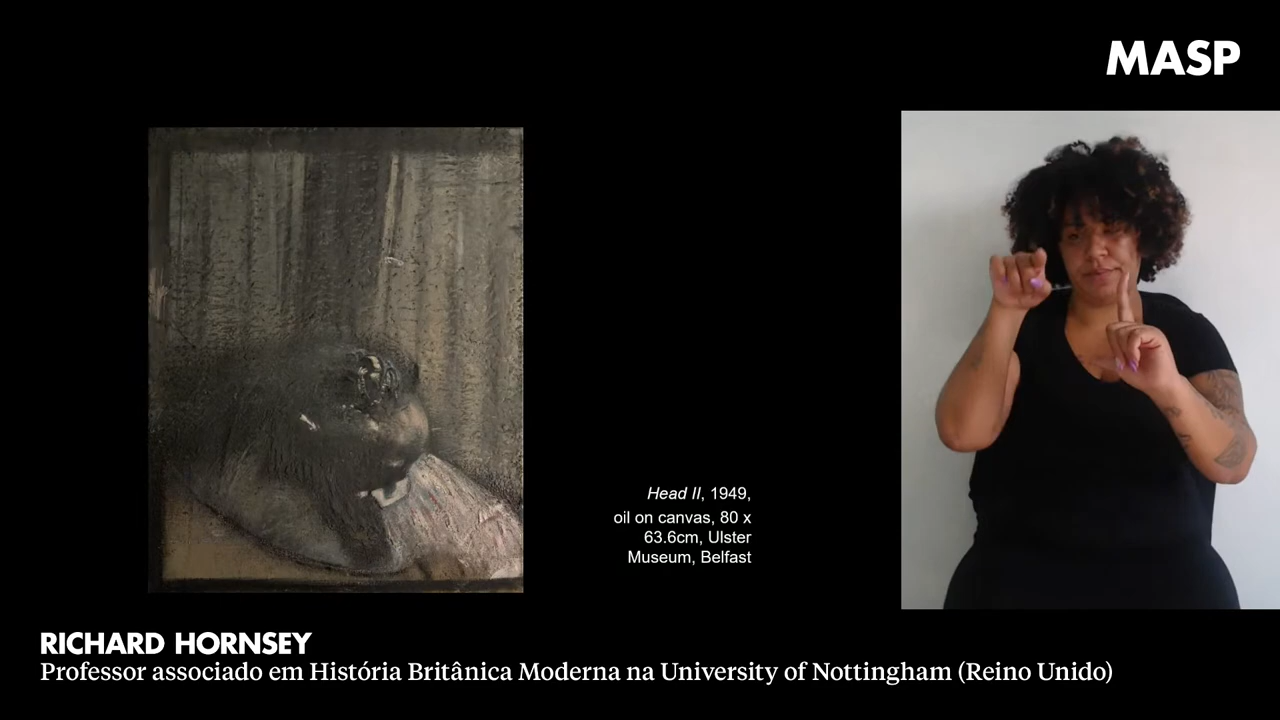 MASP
Head II, 1949,
oil on canvas, 80 x
63.6cm, Ulster
Museum, Belfast
RICHARD HORNSEY
Professor associado em História Britânica Moderna na University of Nottingham (Reino Unido)